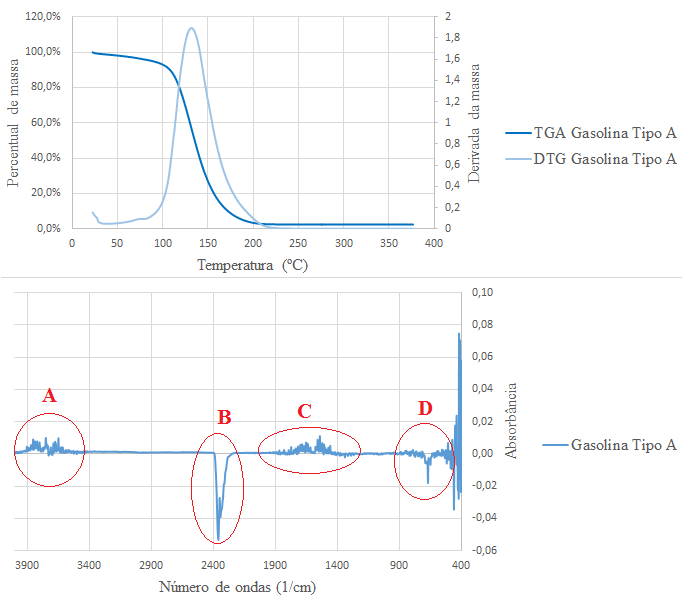 120,0%
100,0%
80,0%
60,0%
40,0%
20,0%
0,0%
Percentual de massa
2
1,8
1,6
1,4
1,2
1
0,8
0,6
0,4
0,2
0
Derivada da massa
0 50 100 150 200 250 300 350 400
Temperatura (ºC)
TGA Gasolina Tipo A
DTG Gasolina Tipo A
0,10
0,08
0,06
0,04
0,02
0,00
-0,02
-0,04
-0,06
Absorbância
A
B
C
D
Gasolina Tipo A
3900 3400 2900 2400 1900 1400 900 400
Número de ondas (1/cm)